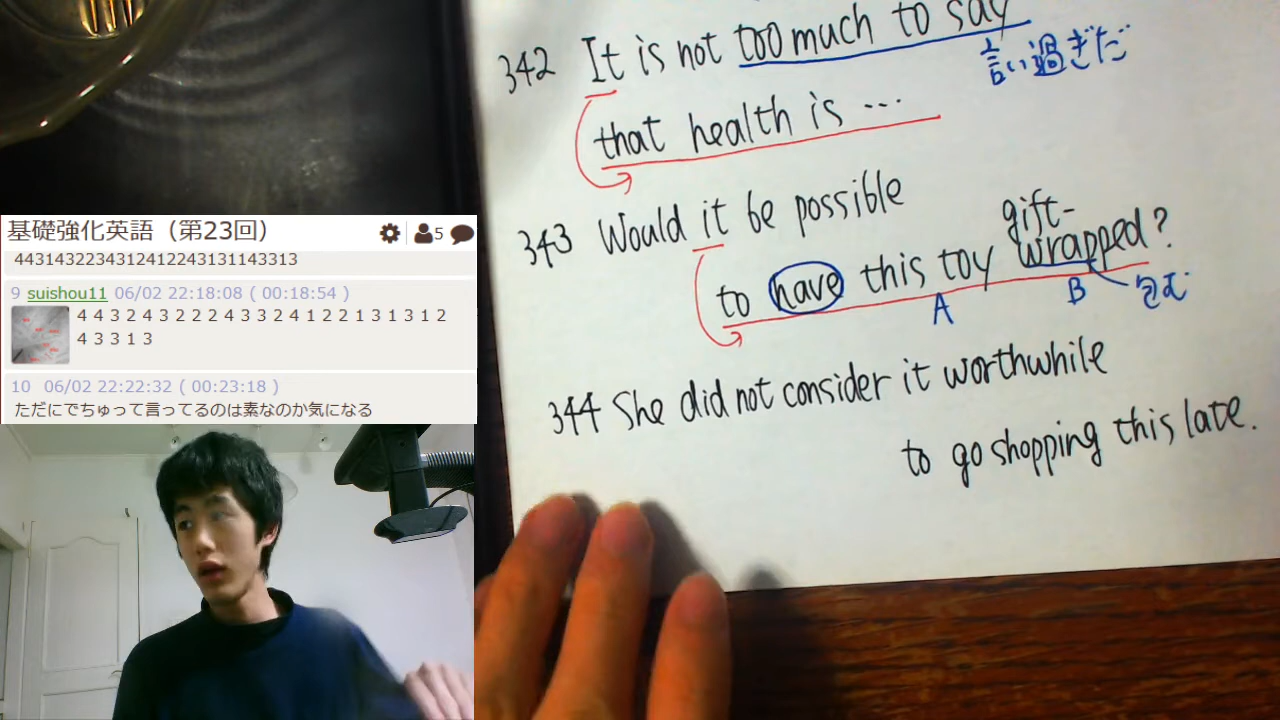 基礎強化英語（第23回）
5
443143223431241224313114 3313
9 suishou11 06/02 22:18:08 ( 00:18:54 )
4 4 3 2 4 3 2 2 2 4 3 3 2 4 1 2 2 1 3 1 3 1 2
4 3 3 1 3
10 06/02 22:22:32 ( 00:23:18 )
ただにでちゅって言ってるのは素なのか気になる
342 It is not too much to say
言い過ぎだ
that health is ...
343 Would it be possible
gift-
to have this toy wrapped?
A
B
包む
344 She did not consider it worthwhile
to go shopping this late.